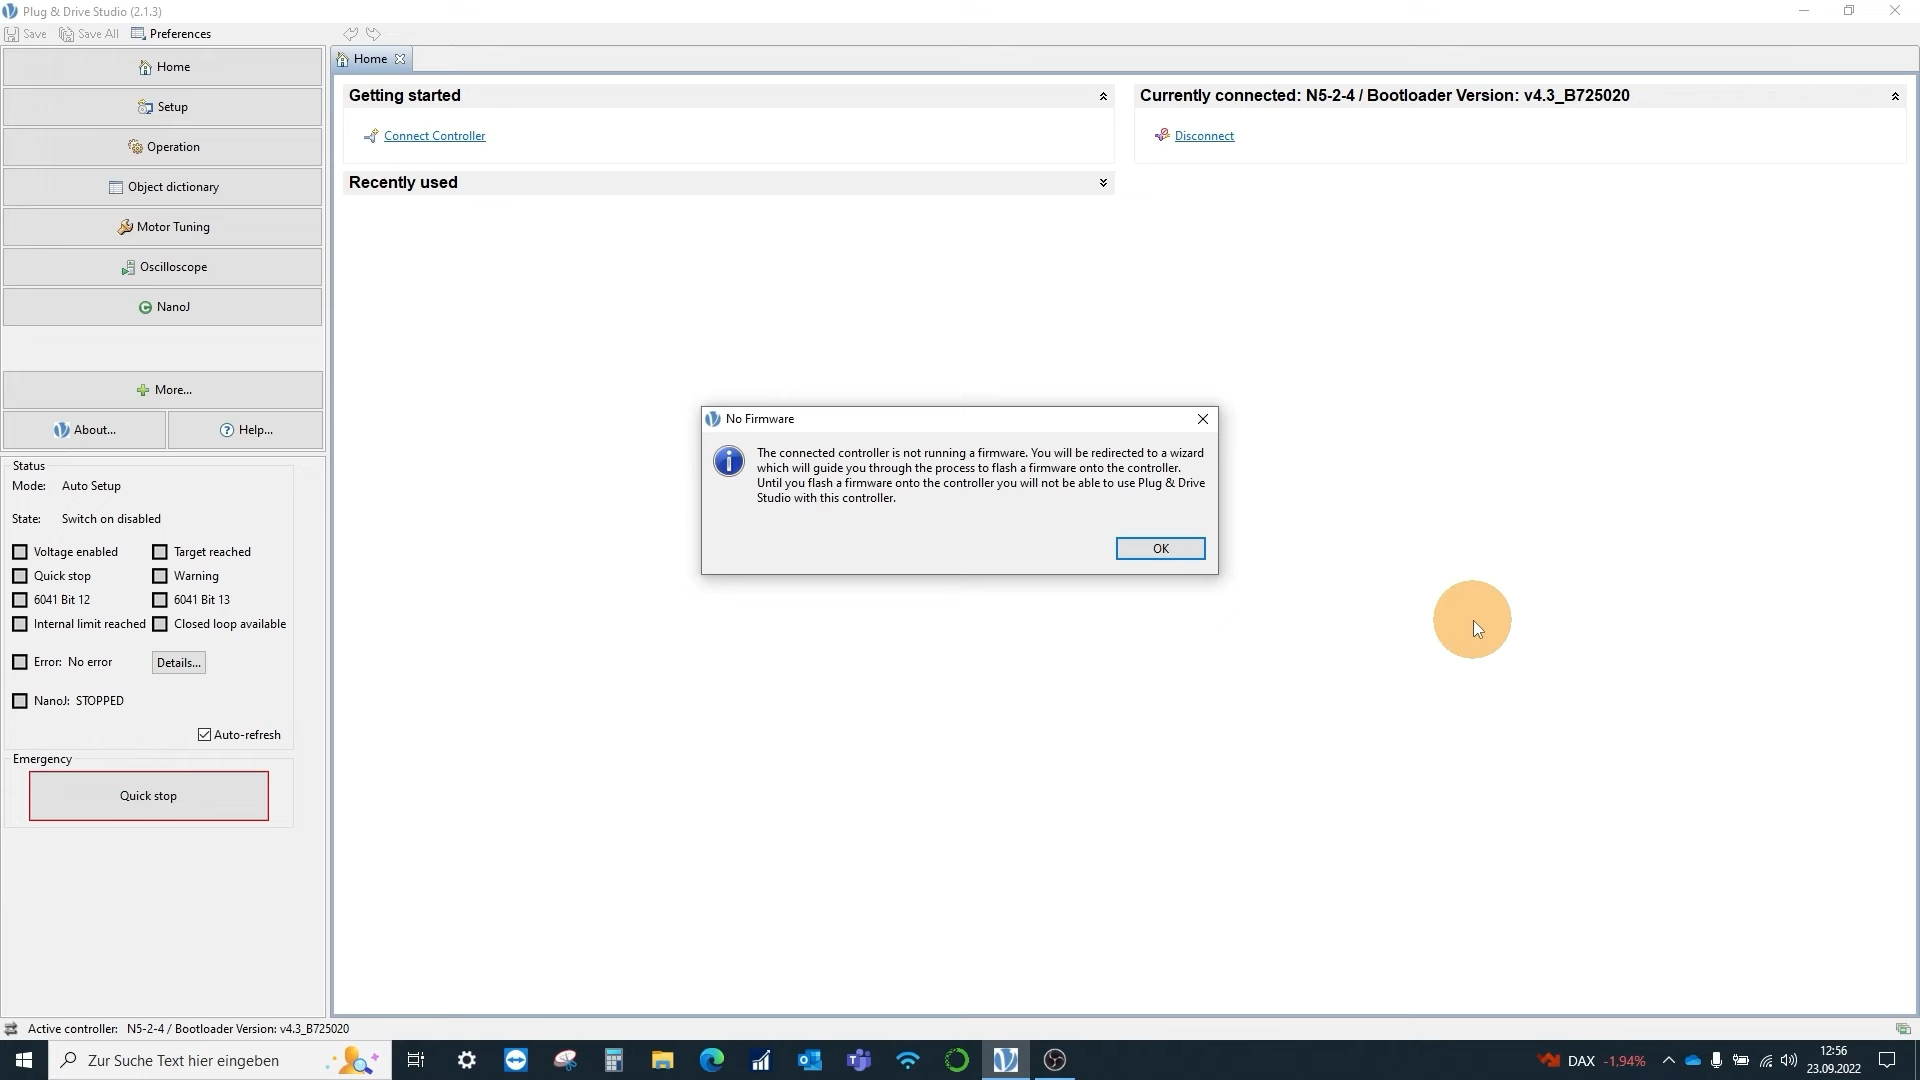 Plug & Drive Studio (2.1.3)
Save Save All Preferences
Home
Setup
Operation
Object dictionary
Motor Tuning
Oscilloscope
NanoJ
More...
About... Help...
Status
Mode: Auto Setup
State: Switch on disabled
Voltage enabled Target reached
Quick stop Warning
6041 Bit 12 6041 Bit 13
Internal limit reached Closed loop available
Error: No error Details...
NanoJ: STOPPED
Auto-refresh
Emergency
Quick stop
Home
Getting started
Connect Controller
Recently used
Currently connected: N5-2-4 / Bootloader Version: v4.3_B725020
Disconnect
No Firmware
The connected controller is not running a firmware. You will be redirected to a wizard
which will guide you through the process to flash a firmware onto the controller.
Until you flash a firmware onto the controller you will not be able to use Plug & Drive
Studio with this controller.
OK
Active controller: N5-2-4 / Bootloader Version: v4.3_B725020
Zur Suche Text hier eingeben
DAX -1,94%
12:56
23.09.2022